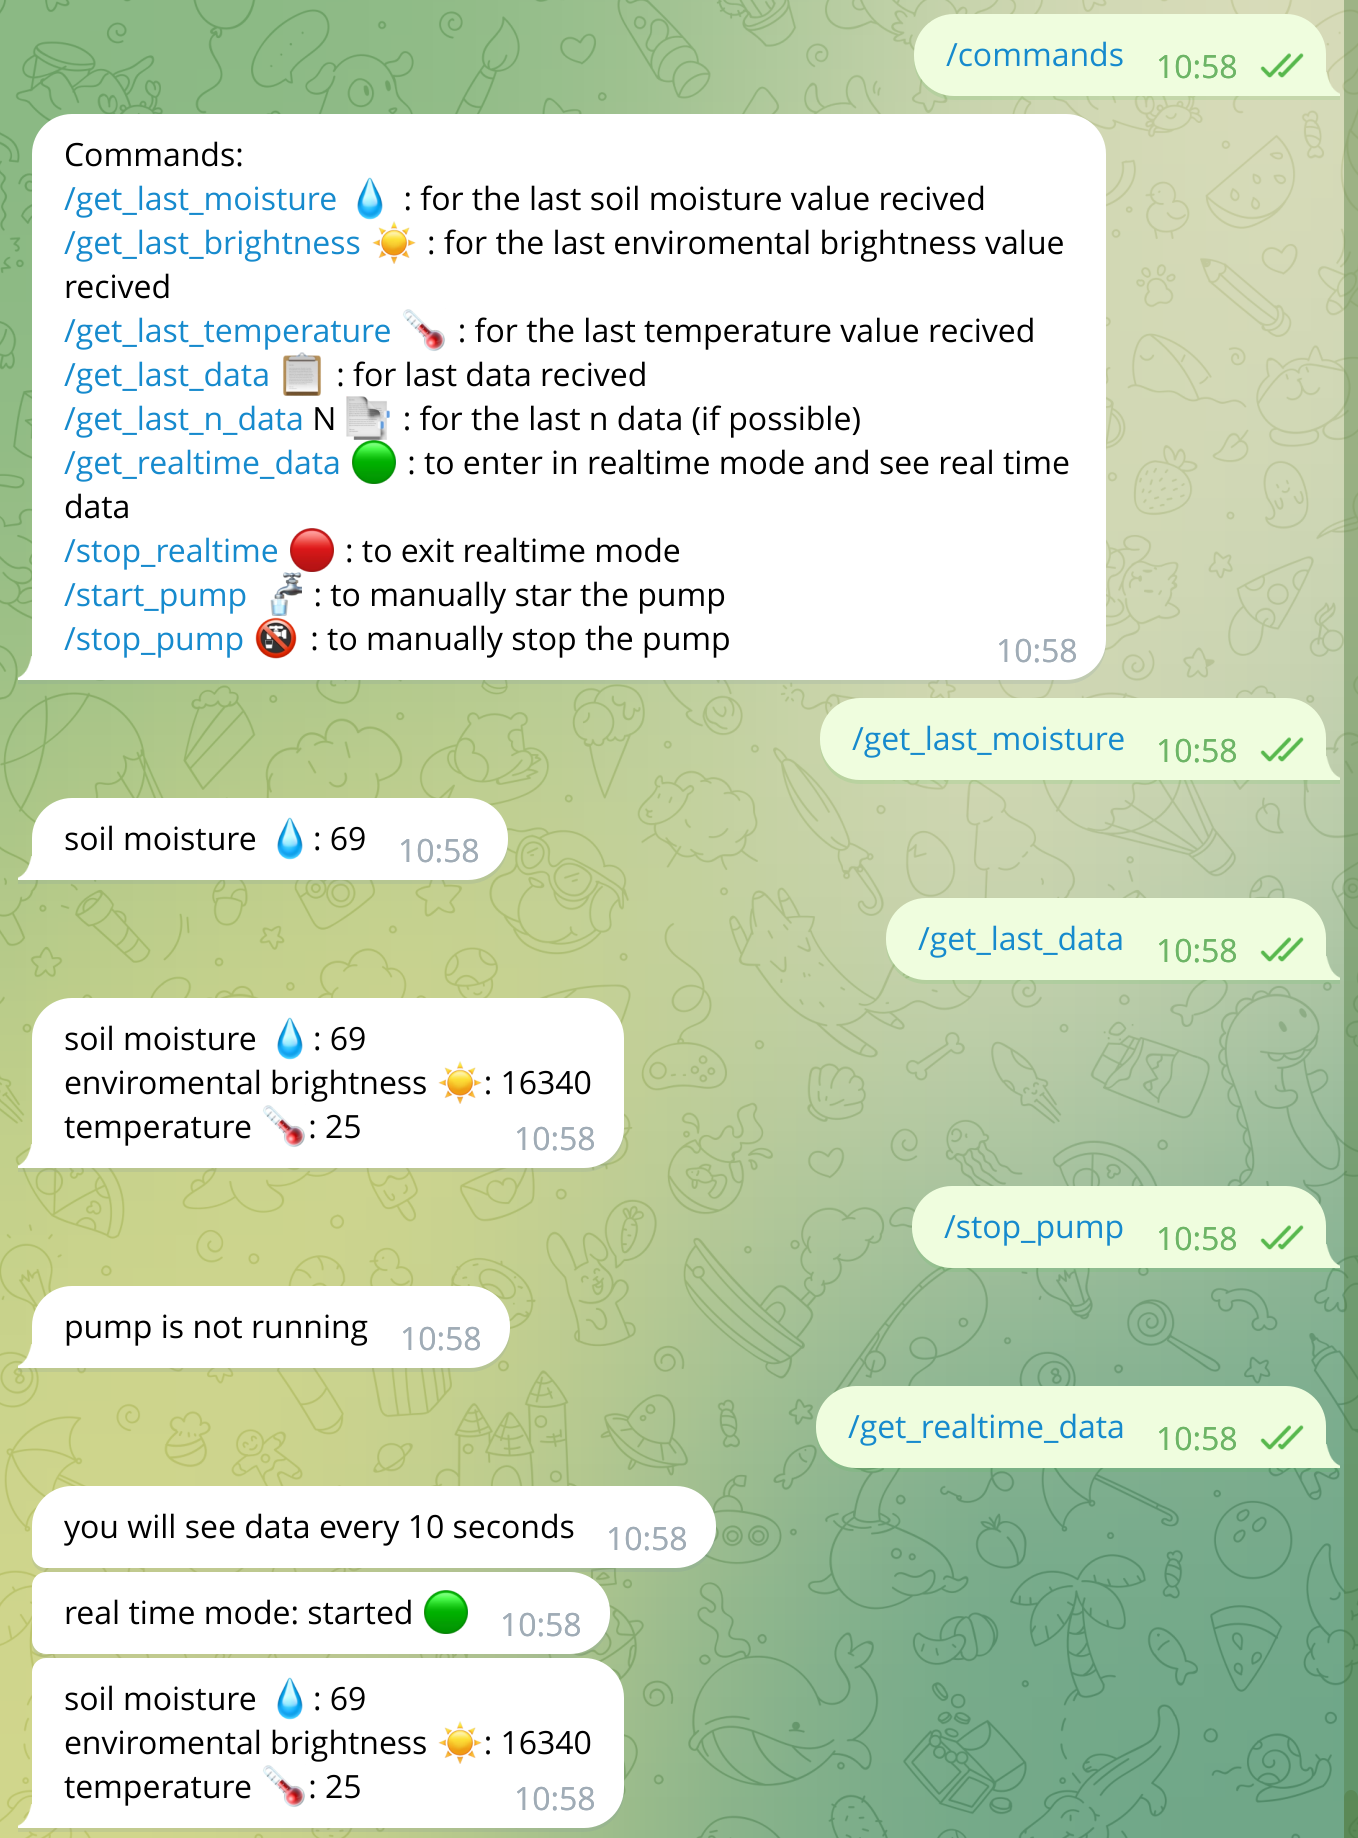 /commands 10:58
Commands:
/get_last_moisture 💧 : for the last soil moisture value recived
/get_last_brightness ☀️ : for the last enviromental brightness value
recived
/get_last_temperature 🌡️ : for the last temperature value recived
/get_last_data 📋 : for last data recived
/get_last_n_data N 📑 : for the last n data (if possible)
/get_realtime_data 🟢 : to enter in realtime mode and see real time
data
/stop_realtime 🔴 : to exit realtime mode
/start_pump 🚰 : to manually star the pump
/stop_pump 🚱 : to manually stop the pump
10:58
/get_last_moisture 10:58
soil moisture 💧: 69 10:58
/get_last_data 10:58
soil moisture 💧: 69
enviromental brightness ☀️: 16340
temperature 🌡️: 25 10:58
/stop_pump 10:58
pump is not running 10:58
/get_realtime_data 10:58
you will see data every 10 seconds 10:58
real time mode: started 🟢 10:58
soil moisture 💧: 69
enviromental brightness ☀️: 16340
temperature 🌡️: 25 10:58